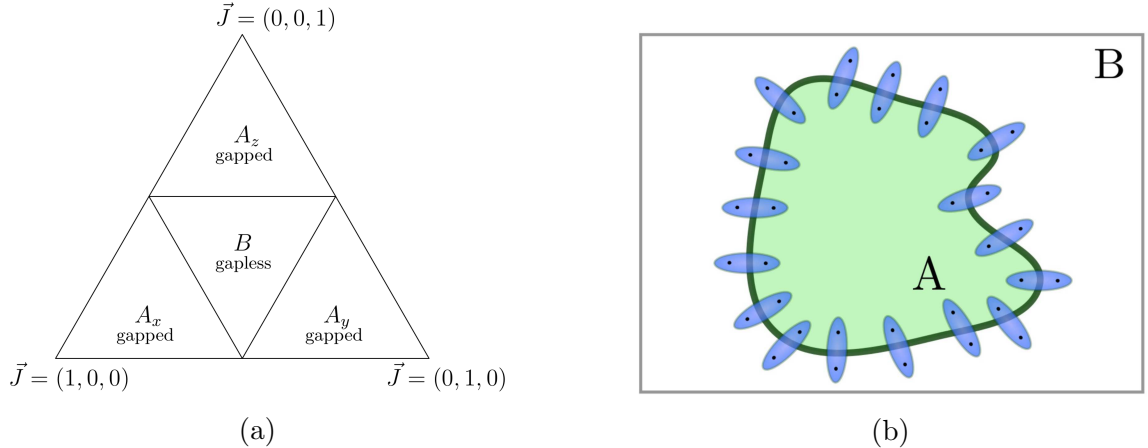 J⃗ = (0, 0, 1)
A_z
gapped
B
gapless
A_x
gapped
A_y
gapped
J⃗ = (1, 0, 0)
J⃗ = (0, 1, 0)
(a)
B
A
(b)